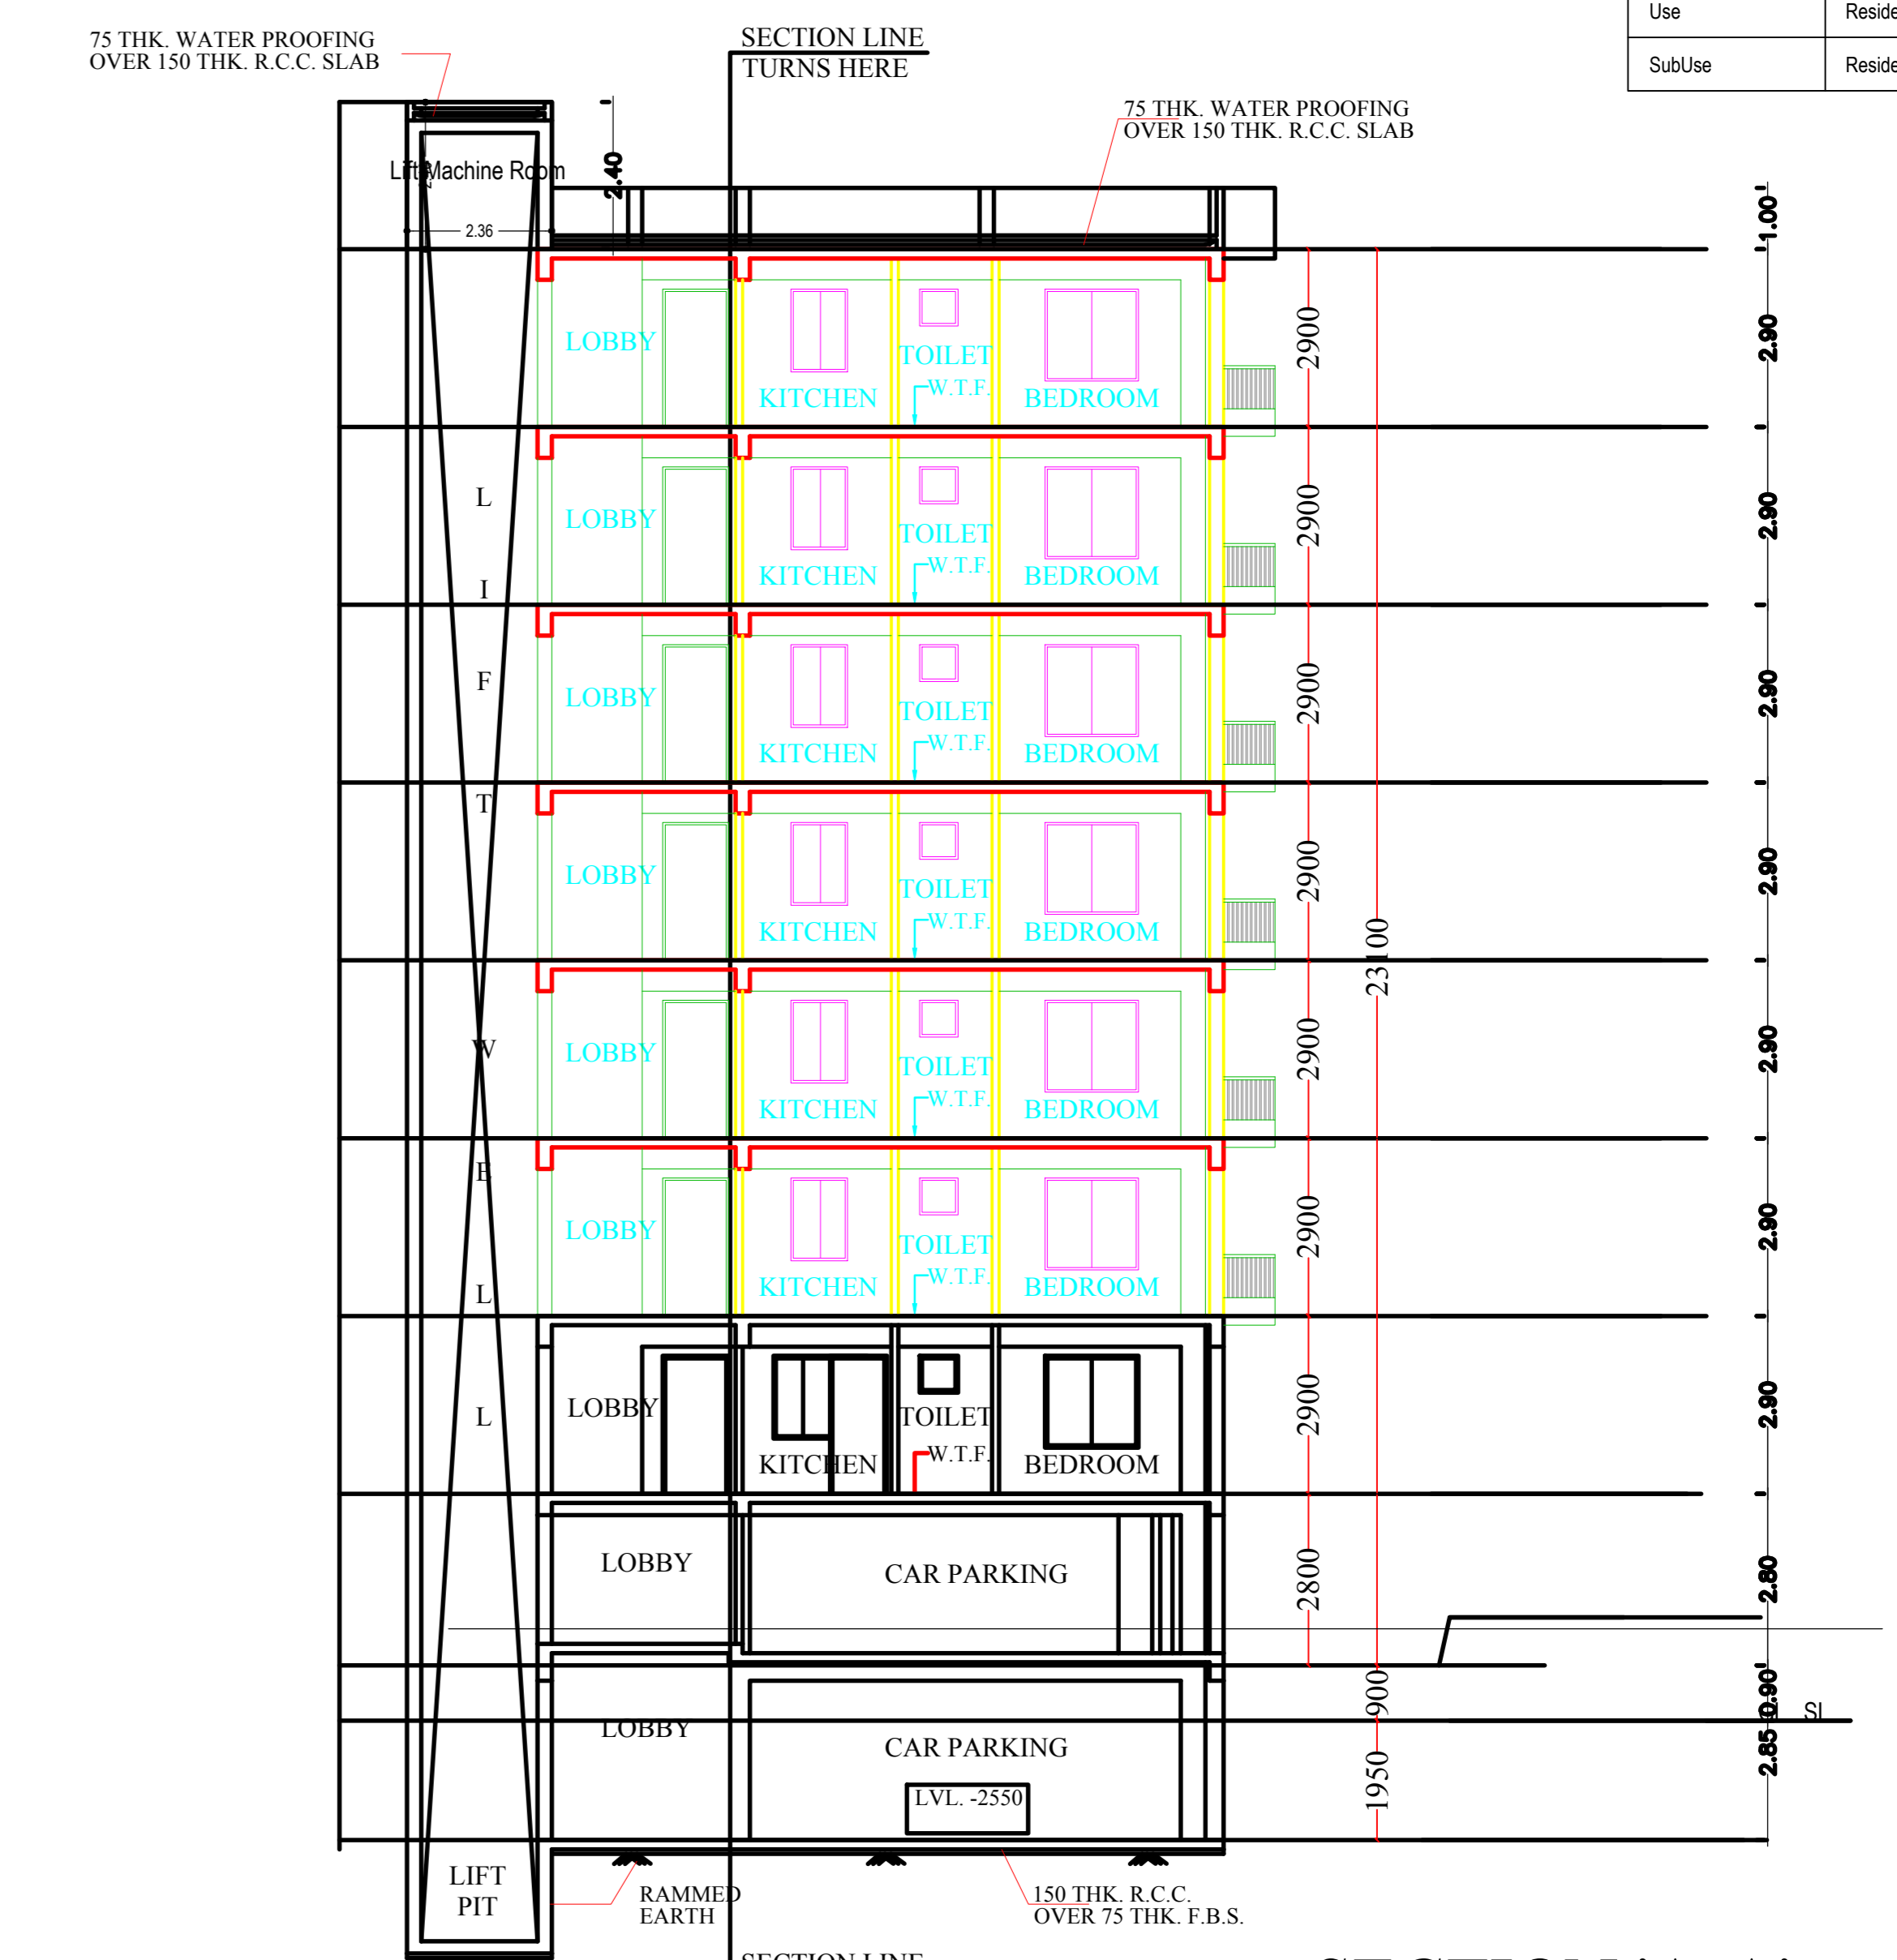 Use Reside
SubUse Reside
75 THK. WATER PROOFING
OVER 150 THK. R.C.C. SLAB
SECTION LINE
TURNS HERE
75 THK. WATER PROOFING
OVER 150 THK. R.C.C. SLAB
Lift Machine Room
2.40
2.36
1.00
LOBBY KITCHEN TOILET W.T.F. BEDROOM 2900 2.90
LOBBY KITCHEN TOILET W.T.F. BEDROOM 2900 2.90
LOBBY KITCHEN TOILET W.T.F. BEDROOM 2900 2.90
LOBBY KITCHEN TOILET W.T.F. BEDROOM 2900 2.90
23100
LOBBY KITCHEN TOILET W.T.F. BEDROOM 2900 2.90
LOBBY KITCHEN TOILET W.T.F. BEDROOM 2900 2.90
LOBBY KITCHEN TOILET W.T.F. BEDROOM 2900 2.90
L
I
F
T
W
E
L
L
LOBBY CAR PARKING 2800 2.80
900 0.90
LOBBY CAR PARKING
LVL. -2550
1950 2.85
LIFT
PIT
RAMMED
EARTH
150 THK. R.C.C.
OVER 75 THK. F.B.S.
SECTION LINE